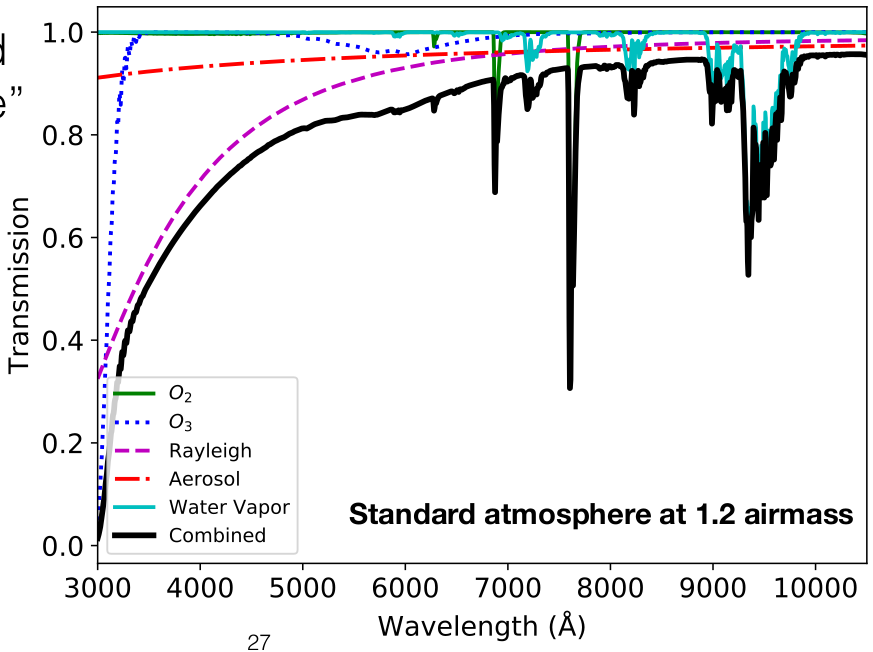 1.0
0.8
0.6
0.4
0.2
0.0
Transmission
O₂
O₃
Rayleigh
Aerosol
Water Vapor
Combined
Standard atmosphere at 1.2 airmass
3000 4000 5000 6000 7000 8000 9000 10000
Wavelength (Å)
27